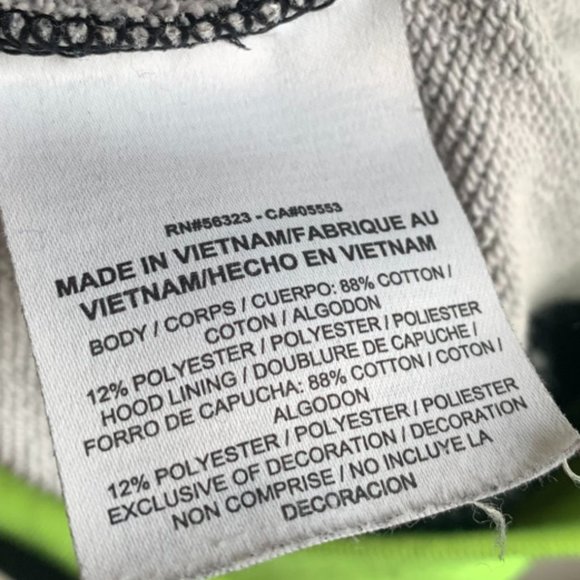 RN#56323 - CA#05553
MADE IN VIETNAM/FABRIQUE AU
VIETNAM/HECHO EN VIETNAM
BODY / CORPS / CUERPO: 88% COTTON /
COTON / ALGODON
12% POLYESTER / POLYESTER / POLIESTER
HOOD LINING / DOUBLURE DE CAPUCHE /
FORRO DE CAPUCHA: 88% COTTON / COTON /
ALGODON
12% POLYESTER / POLYESTER / POLIESTER
EXCLUSIVE OF DECORATION / DECORATION
NON COMPRISE / NO INCLUYE LA
DECORACION